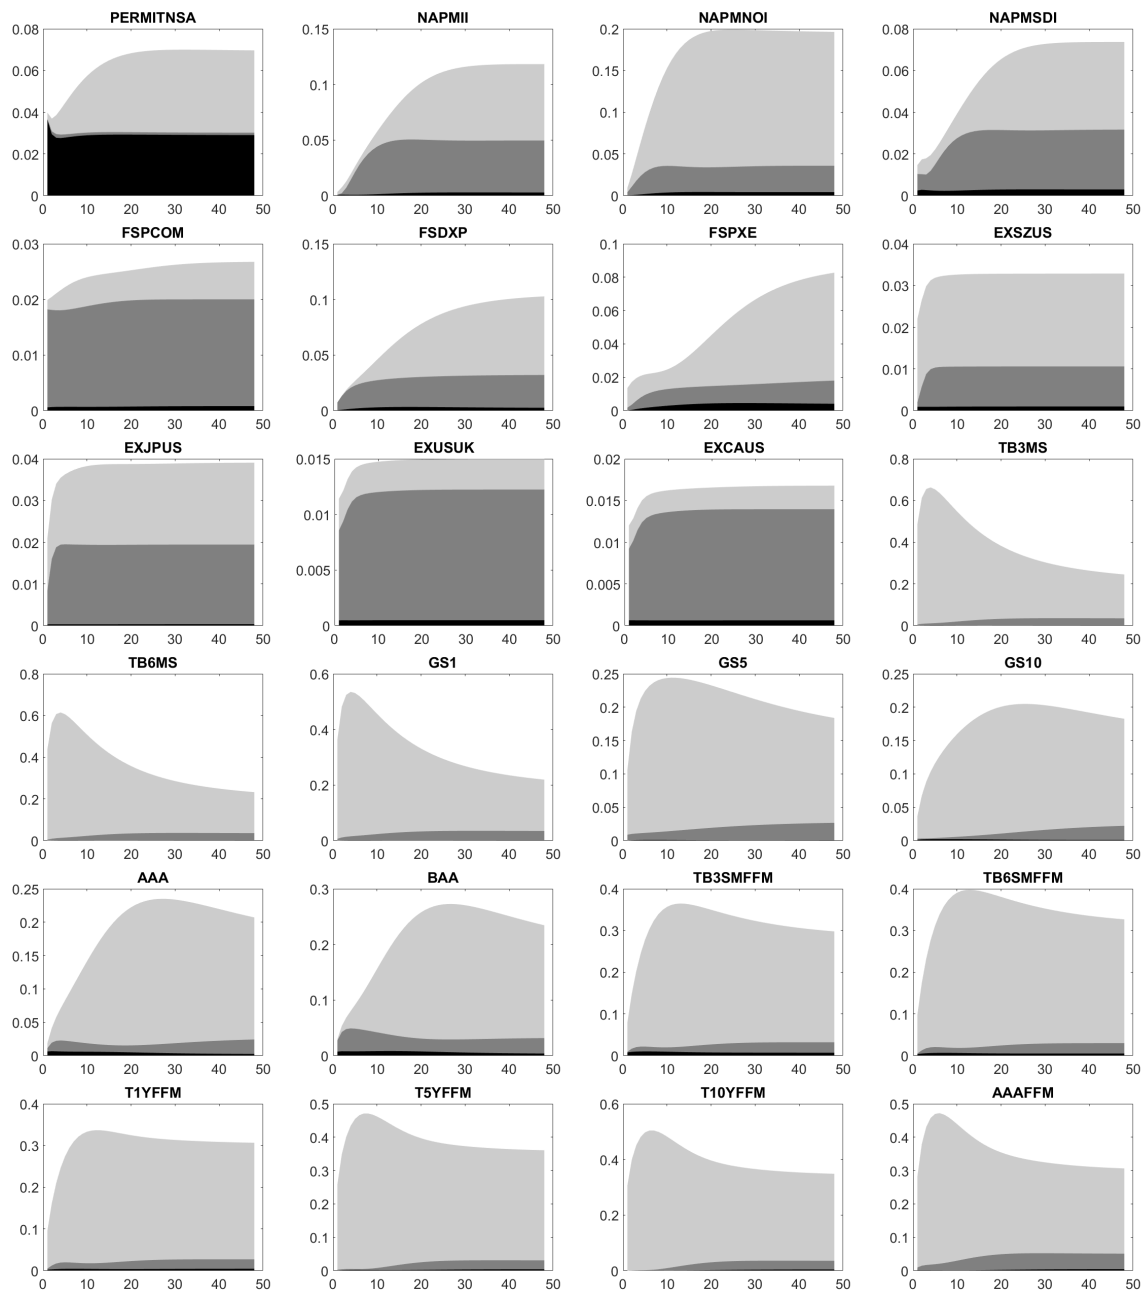 PERMITNSA NAPMII NAPMNOI NAPMSDI
0.08 0.15 0.2 0.08
0.06 0.1 0.15 0.06
0.04 0.1 0.04
0.02 0.05 0.05 0.02
0 0 0 0
0 10 20 30 40 50 0 10 20 30 40 50 0 10 20 30 40 50 0 10 20 30 40 50
FSPCOM FSDXP FSPXE EXSZUS
0.03 0.15 0.1 0.04
0.08 0.03
0.02 0.1 0.06 0.02
0.01 0.05 0.04 0.01
0.02
0 0 0 0
0 10 20 30 40 50 0 10 20 30 40 50 0 10 20 30 40 50 0 10 20 30 40 50
EXJPUS EXUSUK EXCAUS TB3MS
0.04 0.015 0.02 0.8
0.03 0.01 0.015 0.6
0.02 0.01 0.4
0.01 0.005 0.005 0.2
0 0 0 0
0 10 20 30 40 50 0 10 20 30 40 50 0 10 20 30 40 50 0 10 20 30 40 50
TB6MS GS1 GS5 GS10
0.8 0.6 0.25 0.25
0.6 0.4 0.2 0.2
0.4 0.15 0.15
0.2 0.2 0.1 0.1
0.05 0.05
0 0 0 0
0 10 20 30 40 50 0 10 20 30 40 50 0 10 20 30 40 50 0 10 20 30 40 50
AAA BAA TB3SMFFM TB6SMFFM
0.25 0.3 0.4 0.4
0.2 0.2 0.3 0.3
0.15 0.2 0.2
0.1 0.1 0.1 0.1
0.05
0 0 0 0
0 10 20 30 40 50 0 10 20 30 40 50 0 10 20 30 40 50 0 10 20 30 40 50
T1YFFM T5YFFM T10YFFM AAAFFM
0.4 0.5 0.6 0.5
0.3 0.4 0.4 0.4
0.2 0.3 0.3
0.1 0.2 0.2 0.2
0.1 0.1
0 0 0 0
0 10 20 30 40 50 0 10 20 30 40 50 0 10 20 30 40 50 0 10 20 30 40 50